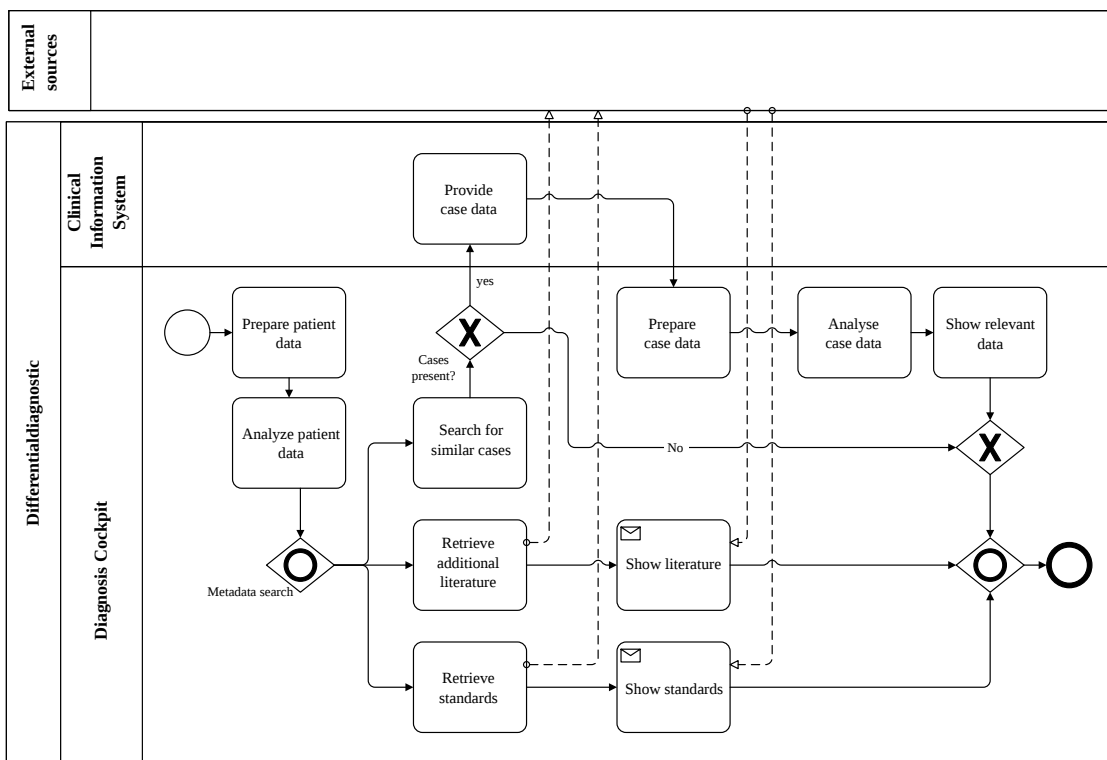 External
sources
Differentialdiagnostic
Clinical
Information
System
Diagnosis Cockpit
Provide
case data
yes
Prepare patient
data
X
Cases
present?
Prepare
case data
Analyse
case data
Show relevant
data
Analyze patient
data
Search for
similar cases
No
X
Metadata search
Retrieve
additional
literature
Show literature
Retrieve
standards
Show standards